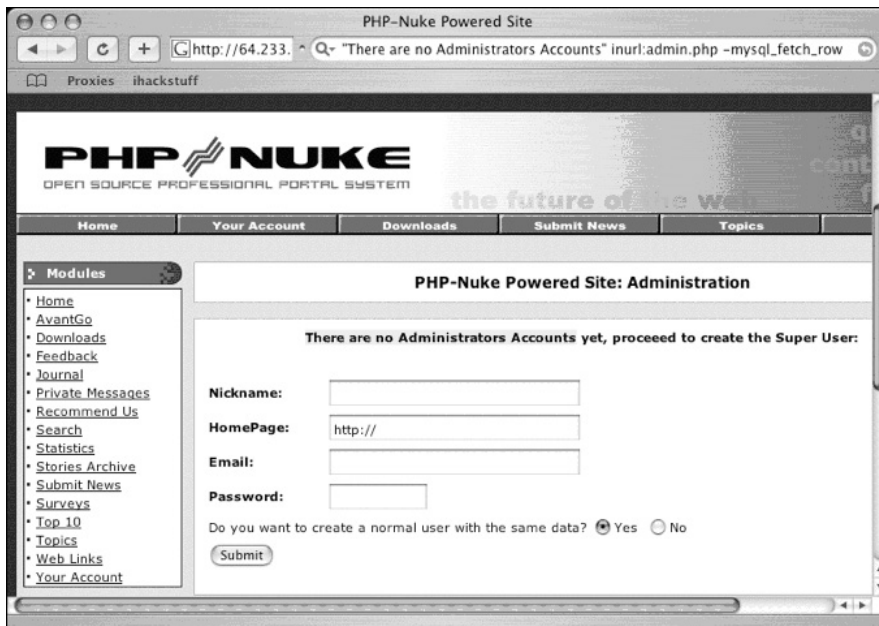 PHP-Nuke Powered Site
http://64.233. "There are no Administrators Accounts" inurl:admin.php -mysql_fetch_row
Proxies ihackstuff
PHP NUKE
OPEN SOURCE PROFESSIONAL PORTAL SYSTEM
the future of the web
Home Your Account Downloads Submit News Topics
Modules
Home
AvantGo
Downloads
Feedback
Journal
Private Messages
Recommend Us
Search
Statistics
Stories Archive
Submit News
Surveys
Top 10
Topics
Web Links
Your Account
PHP-Nuke Powered Site: Administration
There are no Administrators Accounts yet, proceeed to create the Super User:
Nickname:
HomePage: http://
Email:
Password:
Do you want to create a normal user with the same data? Yes No
Submit